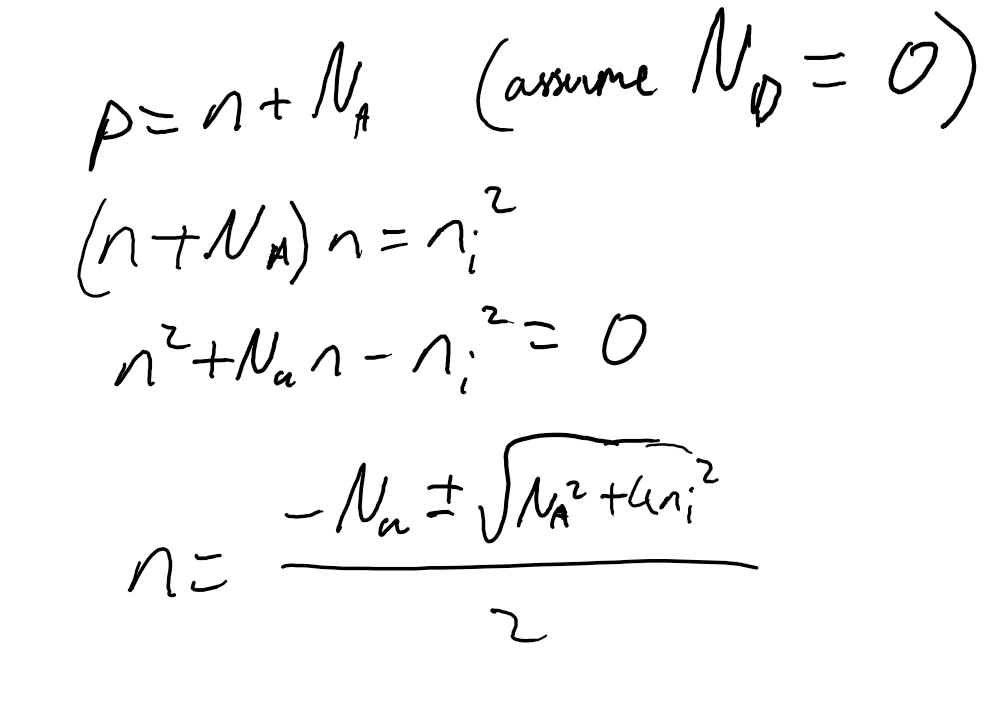 p = n + N_A (assume N_D = 0)
(n + N_A) n = n_i^2
n^2 + N_a n - n_i^2 = 0
n = \frac{-N_a ± \sqrt{N_A^2 + 4n_i^2}}{2}